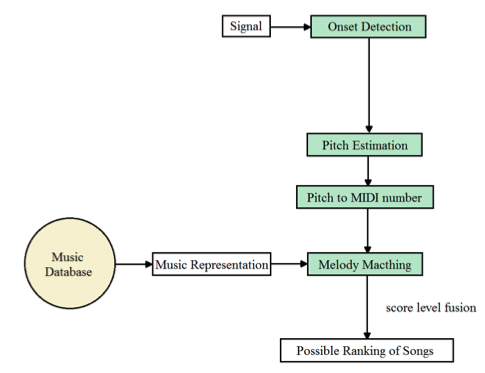 Signal
Onset Detection
Pitch Estimation
Pitch to MIDI number
Music
Database
Music Representation
Melody Macthing
score level fusion
Possible Ranking of Songs